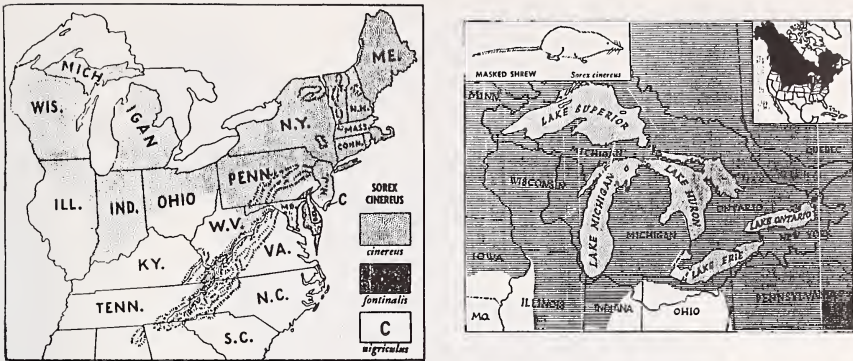 MICH
IGAN
WIS.
ME.
N.H.
N.Y.
MASS.
CONN.
PENN.
N.J.
C
ILL.
IND.
OHIO
W.V.
MD.
VA.
KY.
TENN.
N.C.
S.C.
SOREX
CINEREUS
cinereus
fontinalis
C
nigriculus
MASKED SHREW Sorex cinereus
MINN.
LAKE SUPERIOR
MICHIGAN
QUEBEC
WISCONSIN
LAKE MICHIGAN
LAKE HURON
ONTARIO
LAKE ONTARIO
NEW YORK
MICHIGAN
LAKE ERIE
IOWA
PENNSYLVANIA
ILLINOIS
INDIANA
OHIO
MO.